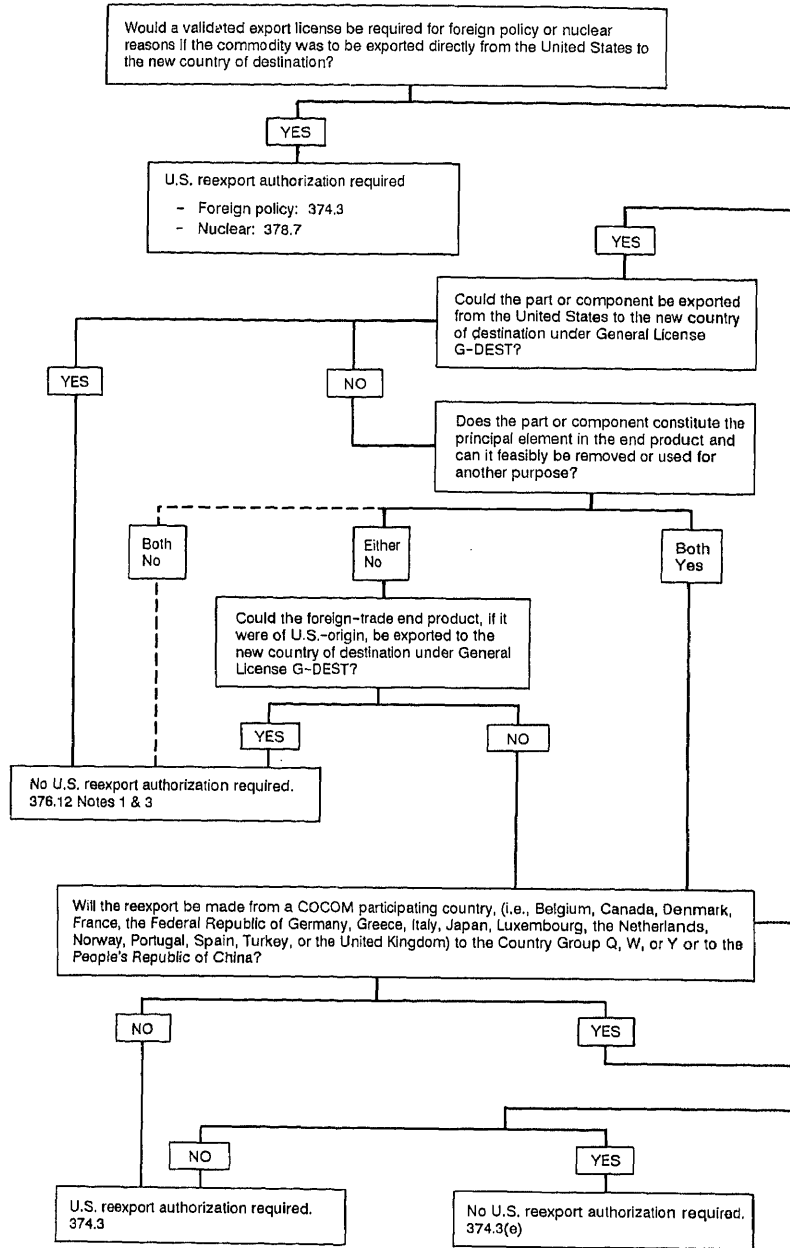 Would a validated export license be required for foreign policy or nuclear
reasons if the commodity was to be exported directly from the United States to
the new country of destination?
YES
U.S. reexport authorization required
- Foreign policy: 374.3
- Nuclear: 378.7
YES
Could the part or component be exported
from the United States to the new country
of destination under General License
G-DEST?
YES
NO
Does the part or component constitute the
principal element in the end product and
can it feasibly be removed or used for
another purpose?
Both
No
Either
No
Both
Yes
Could the foreign-trade end product, if it
were of U.S.-origin, be exported to the
new country of destination under General
License G-DEST?
YES
NO
No U.S. reexport authorization required.
376.12 Notes 1 & 3
Will the reexport be made from a COCOM participating country, (i.e., Belgium, Canada, Denmark,
France, the Federal Republic of Germany, Greece, Italy, Japan, Luxembourg, the Netherlands,
Norway, Portugal, Spain, Turkey, or the United Kingdom) to the Country Group Q, W, or Y or to the
People's Republic of China?
NO
YES
NO
YES
U.S. reexport authorization required.
374.3
No U.S. reexport authorization required.
374.3(e)